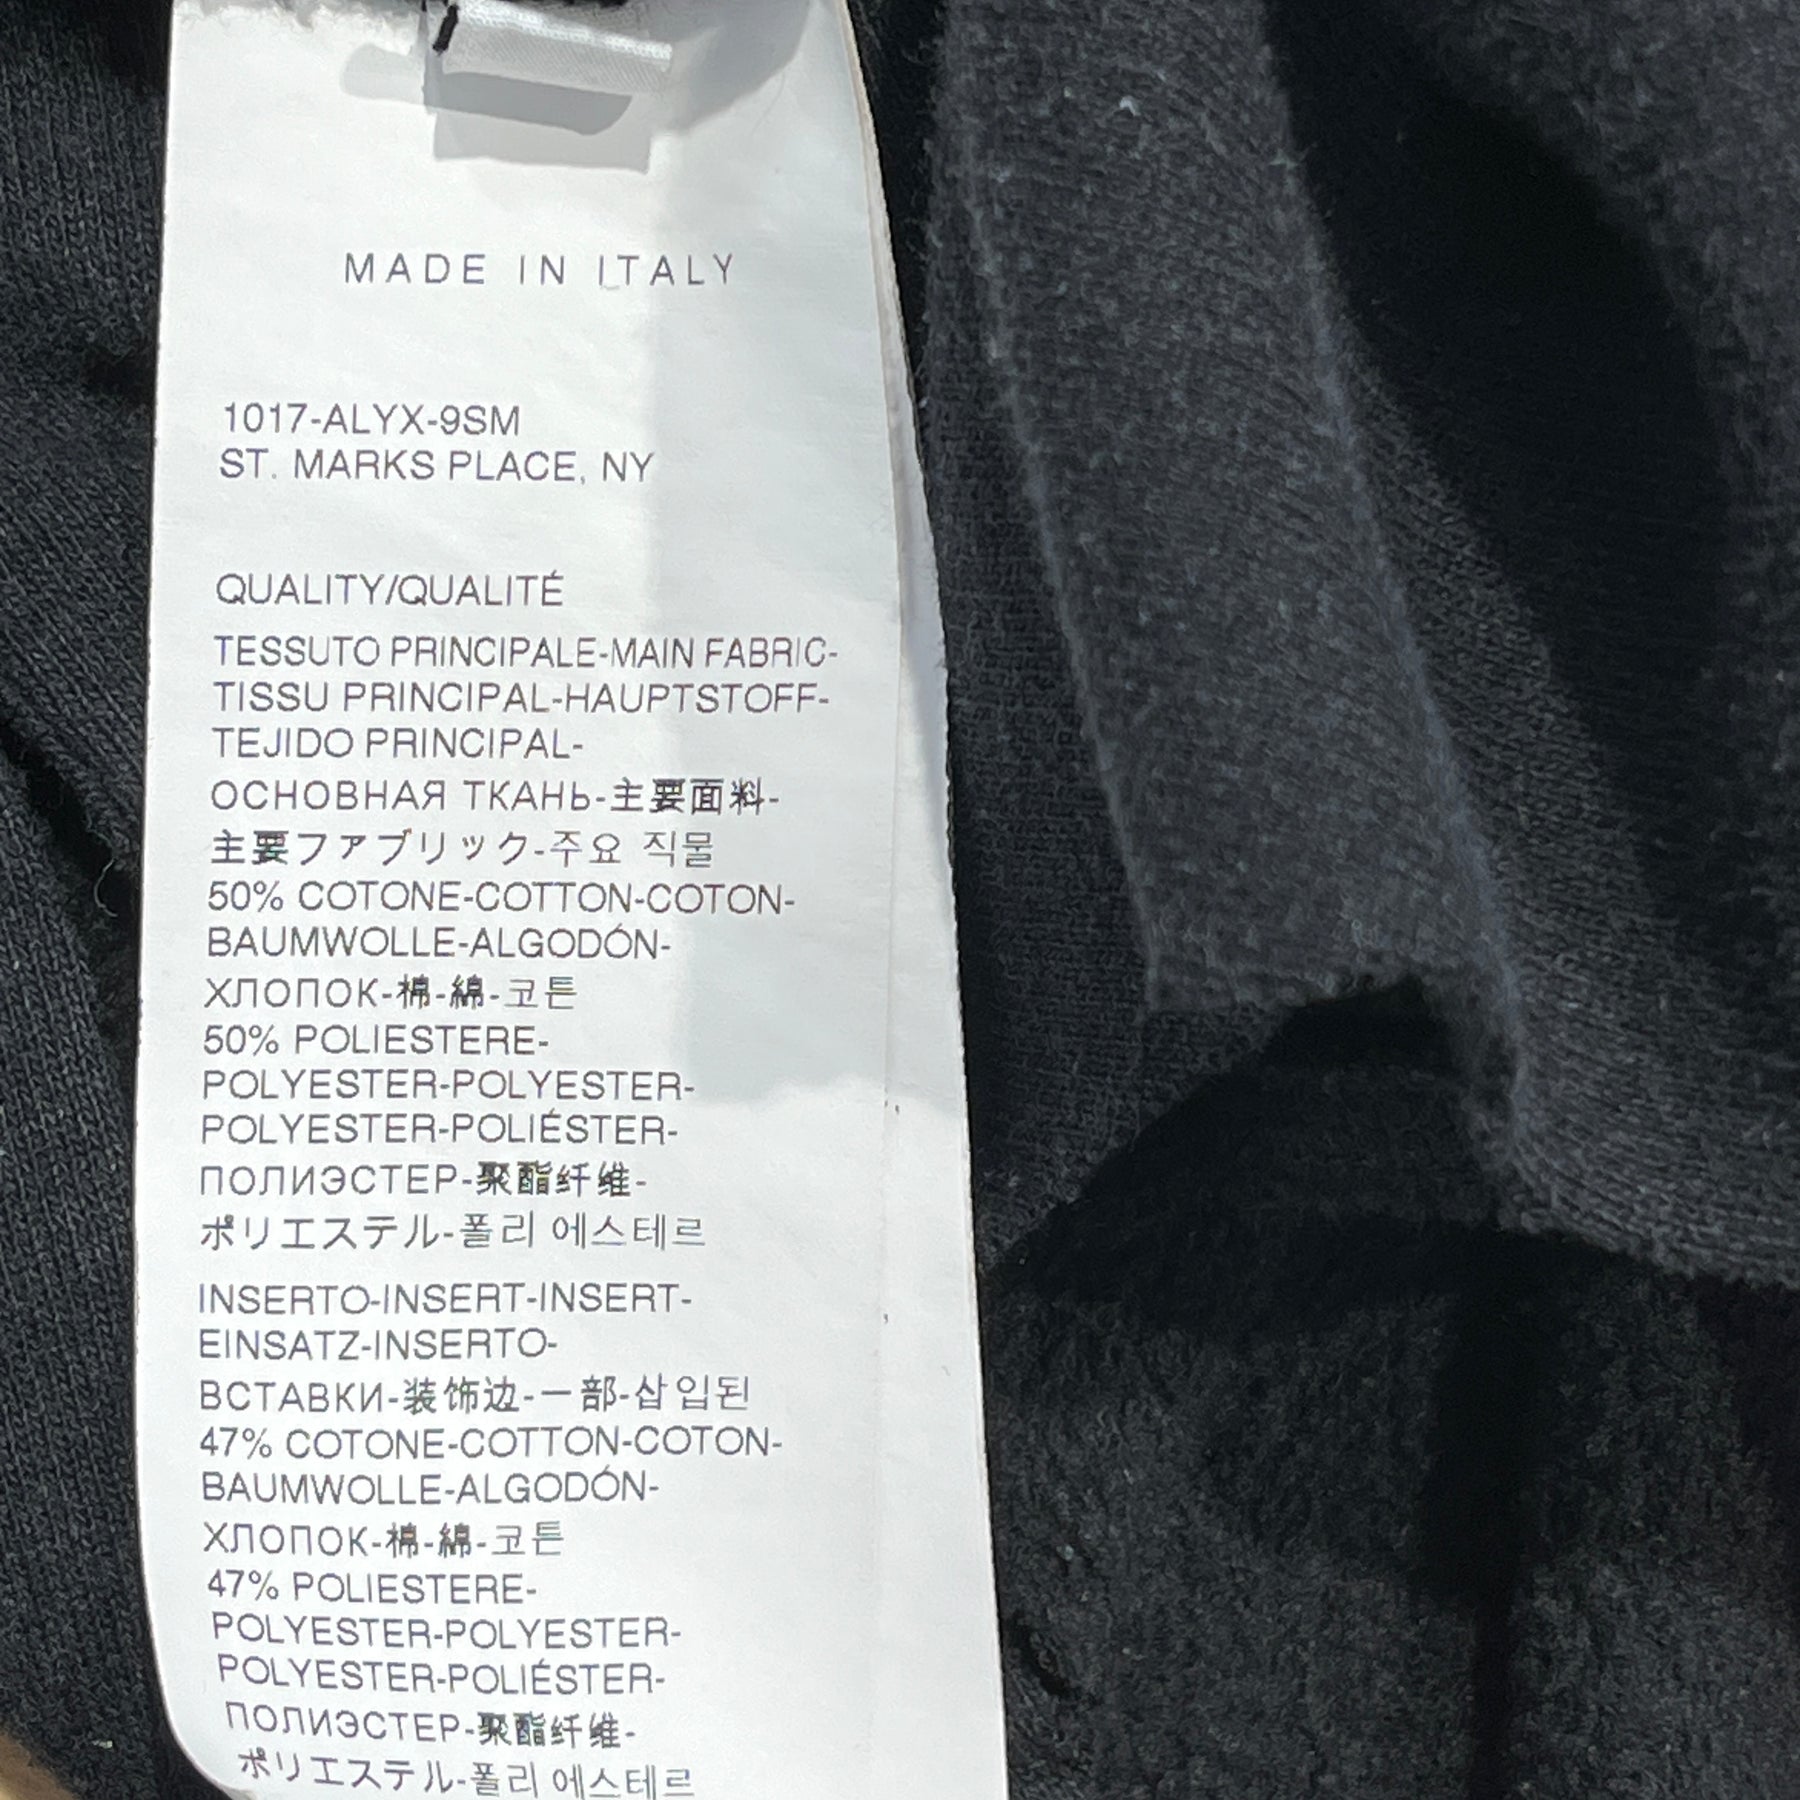 MADE IN ITALY
1017-ALYX-9SM
ST. MARKS PLACE, NY
QUALITY/QUALITÉ
TESSUTO PRINCIPALE-MAIN FABRIC-
TISSU PRINCIPAL-HAUPTSTOFF-
TEJIDO PRINCIPAL-
ОСНОВНАЯ ТКАНЬ-主要面料-
主要ファブリック-주요 직물
50% COTONE-COTTON-COTON-
BAUMWOLLE-ALGODÓN-
ХЛОПОК-棉-綿-코튼
50% POLIESTERE-
POLYESTER-POLYESTER-
POLYESTER-POLIÉSTER-
ПОЛИЭСТЕР-聚酯纤维-
ポリエステル-폴리 에스테르
INSERTO-INSERT-INSERT-
EINSATZ-INSERTO-
ВСТАВКИ-装饰边-一部-삽입된
47% COTONE-COTTON-COTON-
BAUMWOLLE-ALGODÓN-
ХЛОПОК-棉-綿-코튼
47% POLIESTERE-
POLYESTER-POLYESTER-
POLYESTER-POLIÉSTER-
ПОЛИЭСТЕР-聚酯纤维-
ポリエステル-폴리 에스테르